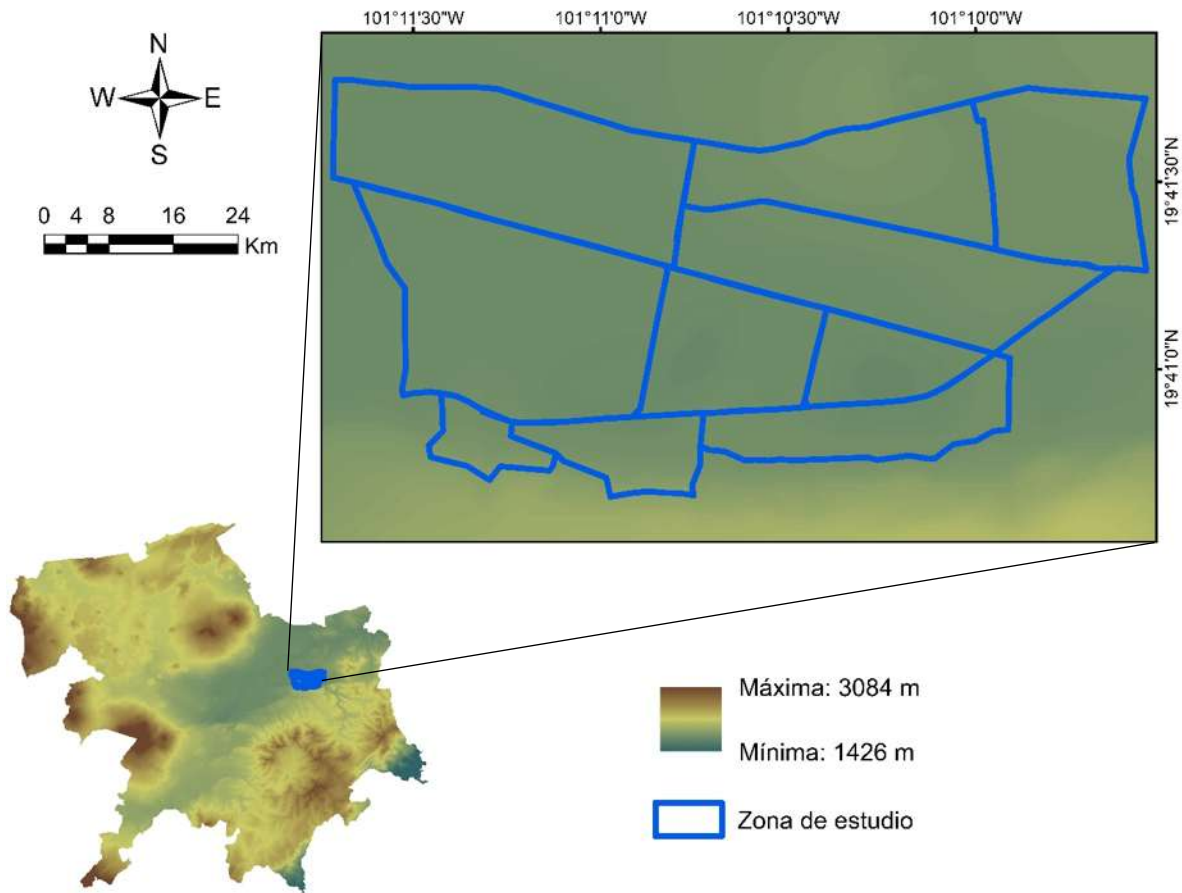 101°11'30"W 101°11'0"W 101°10'30"W 101°10'0"W
N
W E
S
19°41'30"N
0 4 8 16 24
Km
19°41'0"N
Máxima: 3084 m
Mínima: 1426 m
Zona de estudio